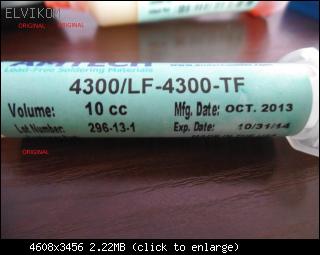 ELVIKOM
ORIGINAL ORIGINAL
AMTECH
Lead-Free Soldering Materials
4300/LF-4300-TF
Volume: 10 cc Mfg. Date: OCT. 2013
Lot Number: 296-13-1 Exp. Date: 10/31/14
ORIGINAL
4608x3456 2.22MB (click to enlarge)